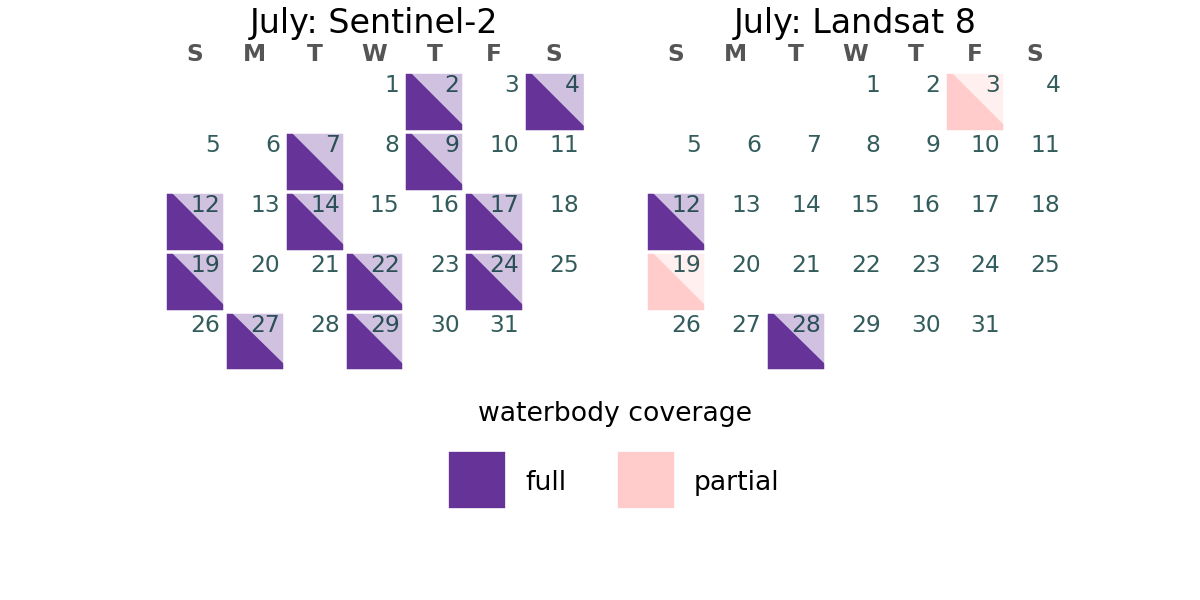 July: Sentinel-2
S M T W T F S
1 2 3 4
5 6 7 8 9 10 11
12 13 14 15 16 17 18
19 20 21 22 23 24 25
26 27 28 29 30 31
July: Landsat 8
S M T W T F S
1 2 3 4
5 6 7 8 9 10 11
12 13 14 15 16 17 18
19 20 21 22 23 24 25
26 27 28 29 30 31
waterbody coverage
full
partial